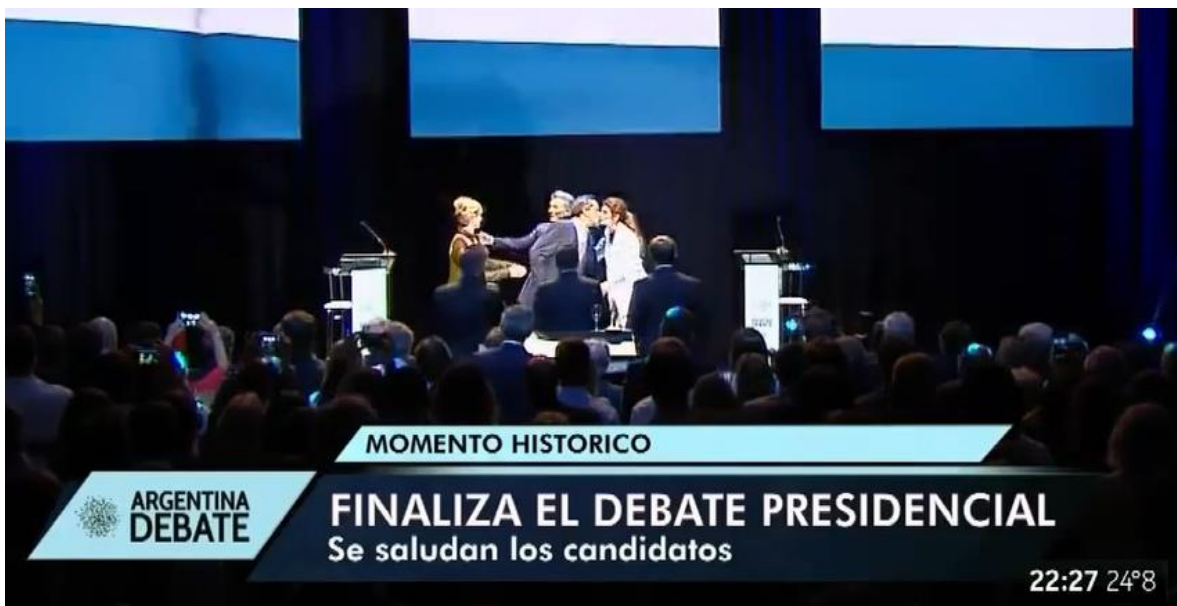 MOMENTO HISTORICO
ARGENTINA
DEBATE
FINALIZA EL DEBATE PRESIDENCIAL
Se saludan los candidatos
22:27 24°8